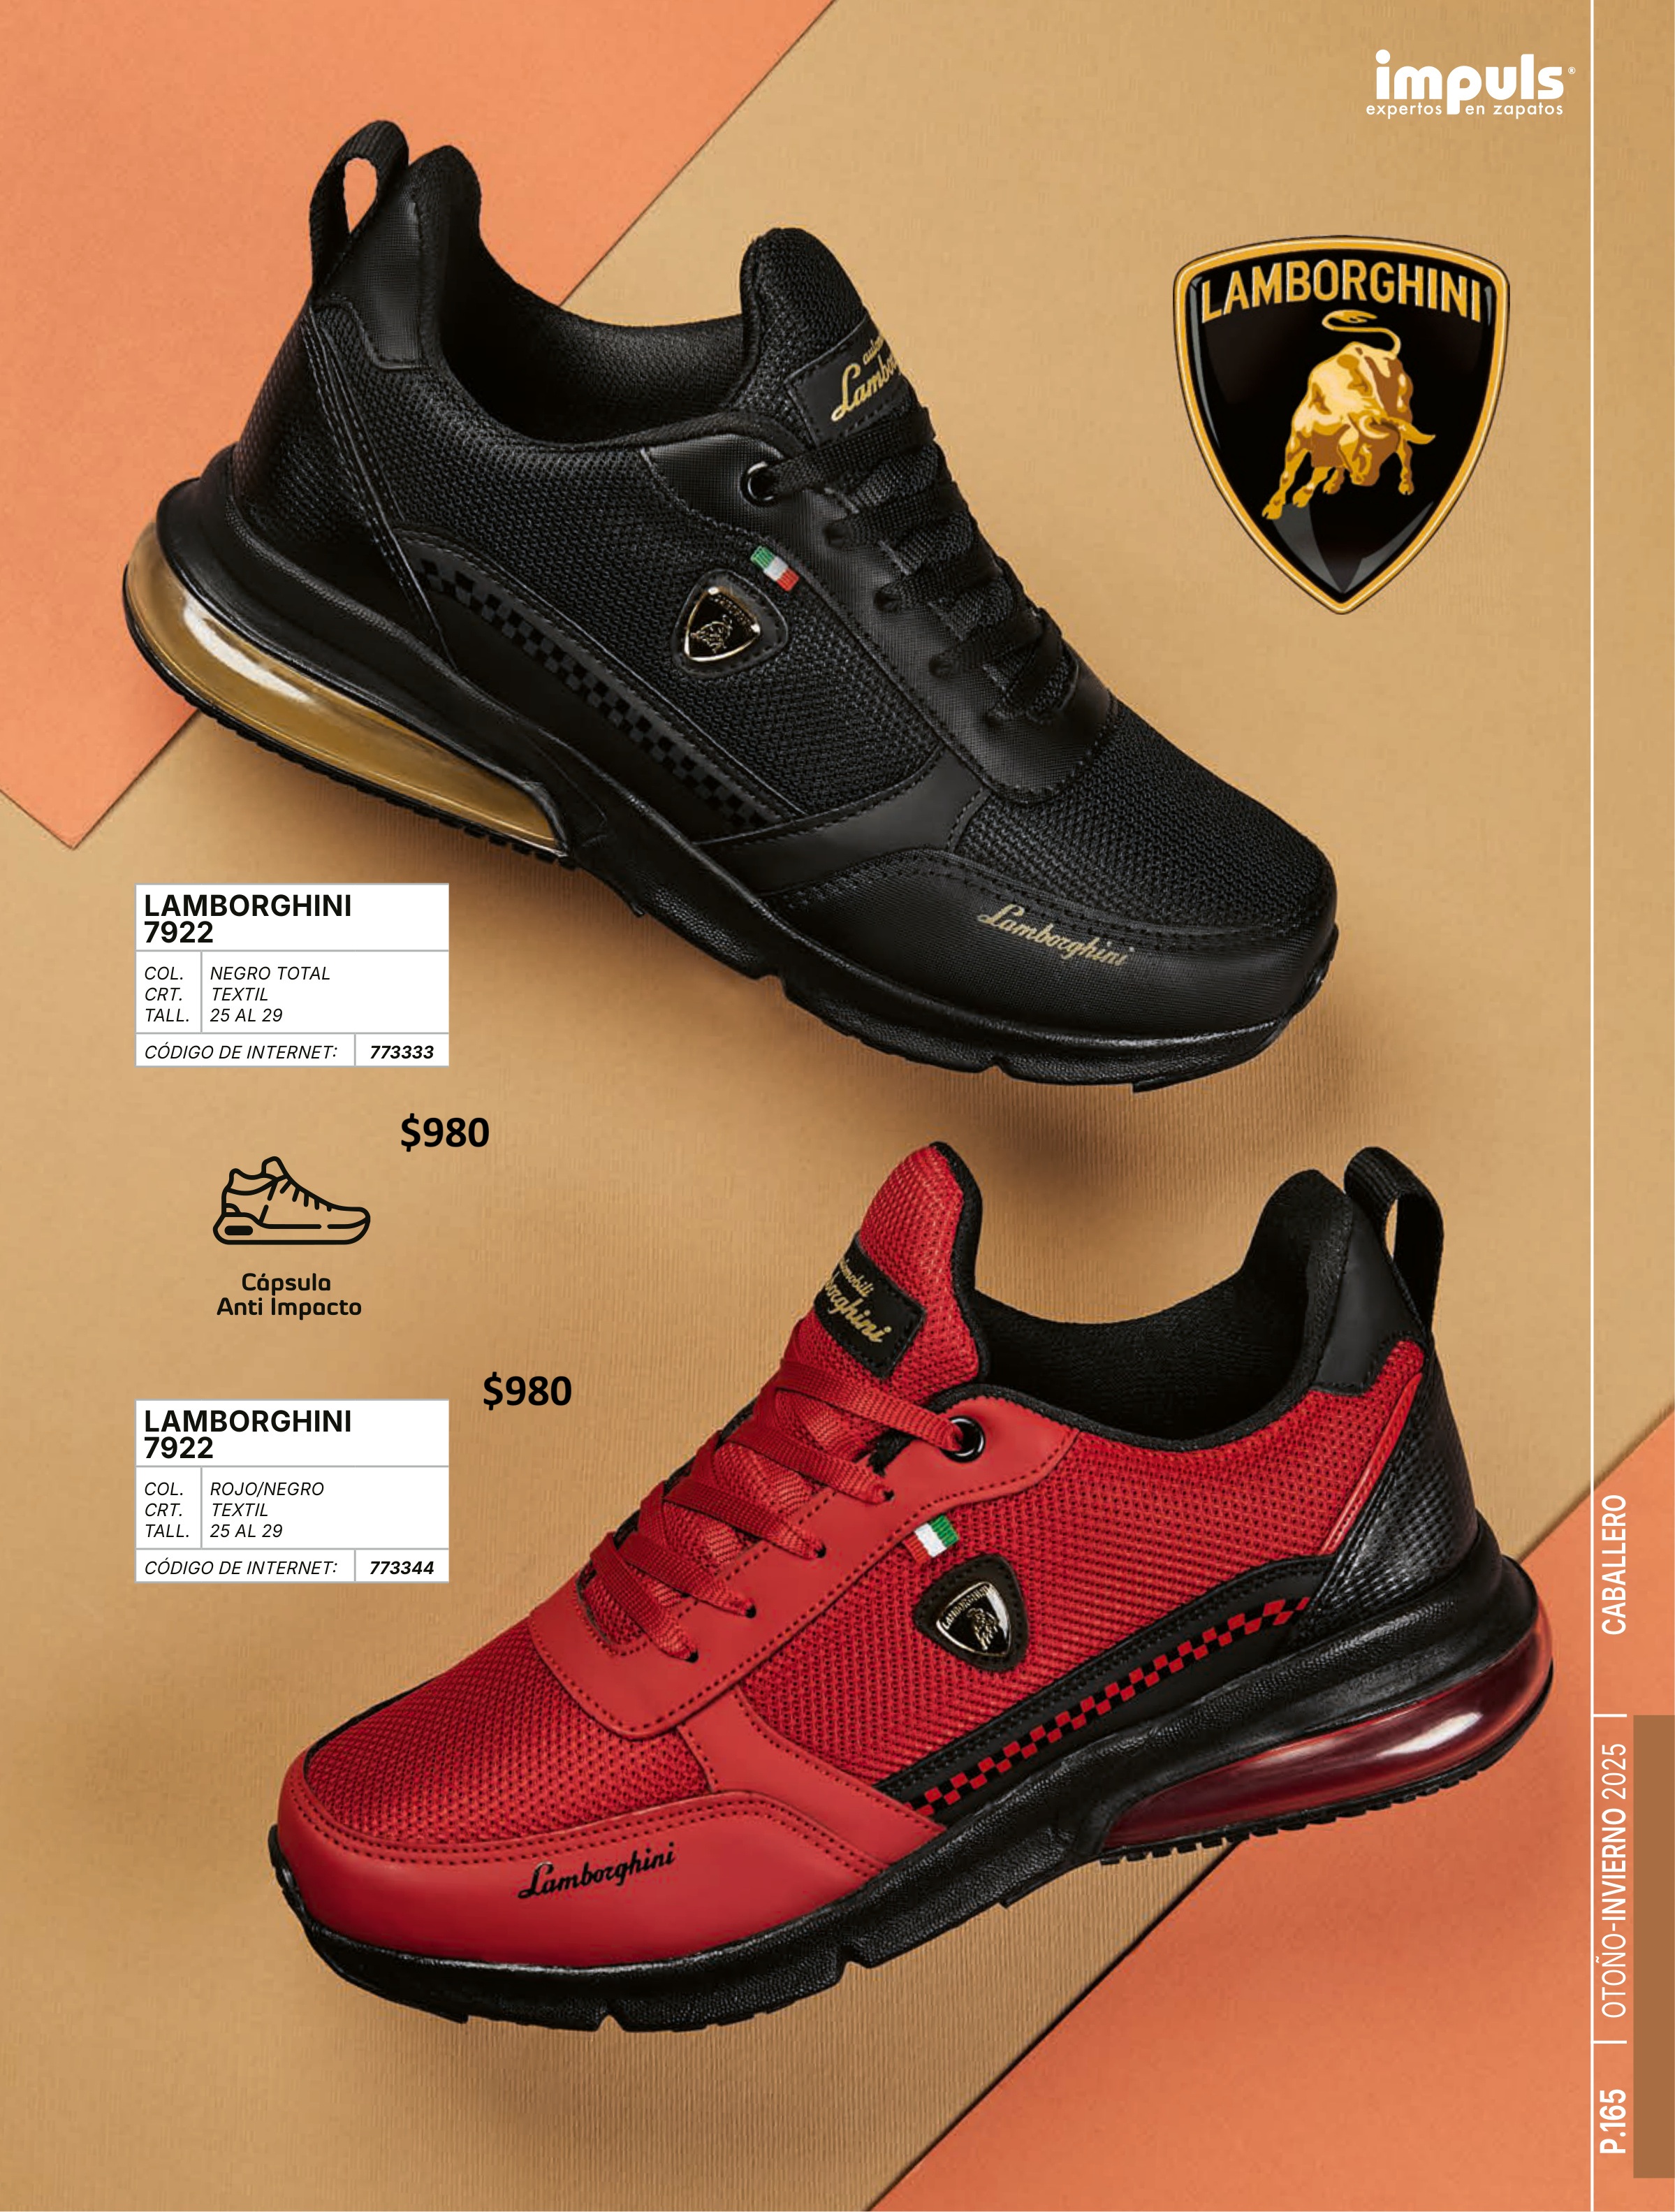 impuls®
expertos en zapatos
LAMBORGHINI
Lamborghini
LAMBORGHINI
7922
COL. NEGRO TOTAL
CRT. TEXTIL
TALL. 25 AL 29
CÓDIGO DE INTERNET: 773333
$980
Cápsula
Anti Impacto
$980
LAMBORGHINI
7922
COL. ROJO/NEGRO
CRT. TEXTIL
TALL. 25 AL 29
CÓDIGO DE INTERNET: 773344
LAMBORGHINI
Lamborghini
CABALLERO
OTOÑO-INVIERNO 2025
P.165